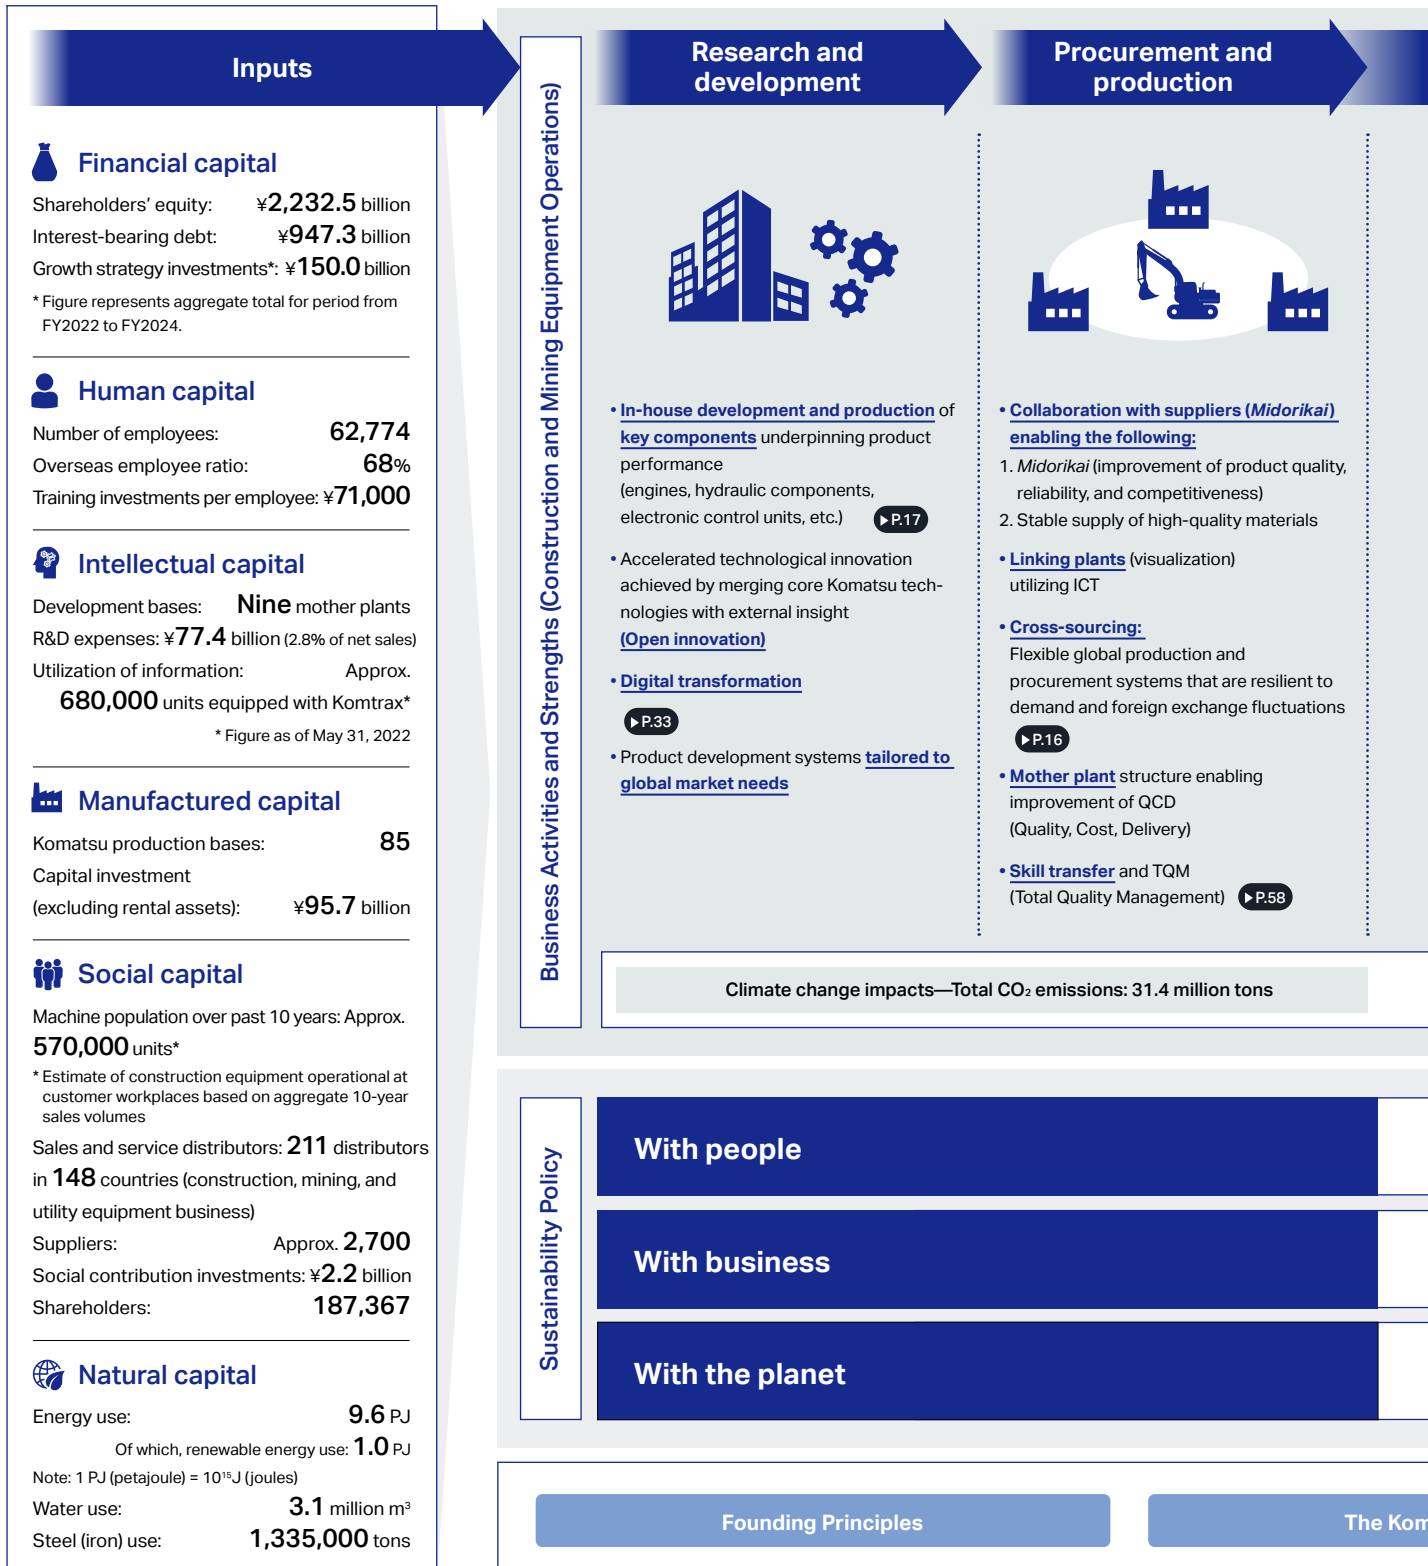 Inputs
Financial capital
Shareholders’ equity: ¥2,232.5 billion
Interest-bearing debt: ¥947.3 billion
Growth strategy investments*: ¥150.0 billion
* Figure represents aggregate total for period from
FY2022 to FY2024.
Human capital
Number of employees: 62,774
Overseas employee ratio: 68%
Training investments per employee: ¥71,000
Intellectual capital
Development bases: Nine mother plants
R&D expenses: ¥77.4 billion (2.8% of net sales)
Utilization of information: Approx.
680,000 units equipped with Komtrax*
* Figure as of May 31, 2022
Manufactured capital
Komatsu production bases: 85
Capital investment
(excluding rental assets): ¥95.7 billion
Social capital
Machine population over past 10 years: Approx.
570,000 units*
* Estimate of construction equipment operational at
customer workplaces based on aggregate 10-year
sales volumes
Sales and service distributors: 211 distributors
in 148 countries (construction, mining, and
utility equipment business)
Suppliers: Approx. 2,700
Social contribution investments: ¥2.2 billion
Shareholders: 187,367
Natural capital
Energy use: 9.6 PJ
Of which, renewable energy use: 1.0 PJ
Note: 1 PJ (petajoule) = 10¹⁵J (joules)
Water use: 3.1 million m³
Steel (iron) use: 1,335,000 tons
Business Activities and Strengths (Construction and Mining Equipment Operations)
Research and
development
• In-house development and production of
key components underpinning product
performance
(engines, hydraulic components,
electronic control units, etc.) ▶P.17
• Accelerated technological innovation
achieved by merging core Komatsu tech-
nologies with external insight
(Open innovation)
• Digital transformation
▶P.33
• Product development systems tailored to
global market needs
Procurement and
production
• Collaboration with suppliers (Midorikai)
enabling the following:
1. Midorikai (improvement of product quality,
reliability, and competitiveness)
2. Stable supply of high-quality materials
• Linking plants (visualization)
utilizing ICT
• Cross-sourcing:
Flexible global production and
procurement systems that are resilient to
demand and foreign exchange fluctuations
▶P.16
• Mother plant structure enabling
improvement of QCD
(Quality, Cost, Delivery)
• Skill transfer and TQM
(Total Quality Management) ▶P.58
Climate change impacts—Total CO₂ emissions: 31.4 million tons
Sustainability Policy
With people
With business
With the planet
Founding Principles
The Kom